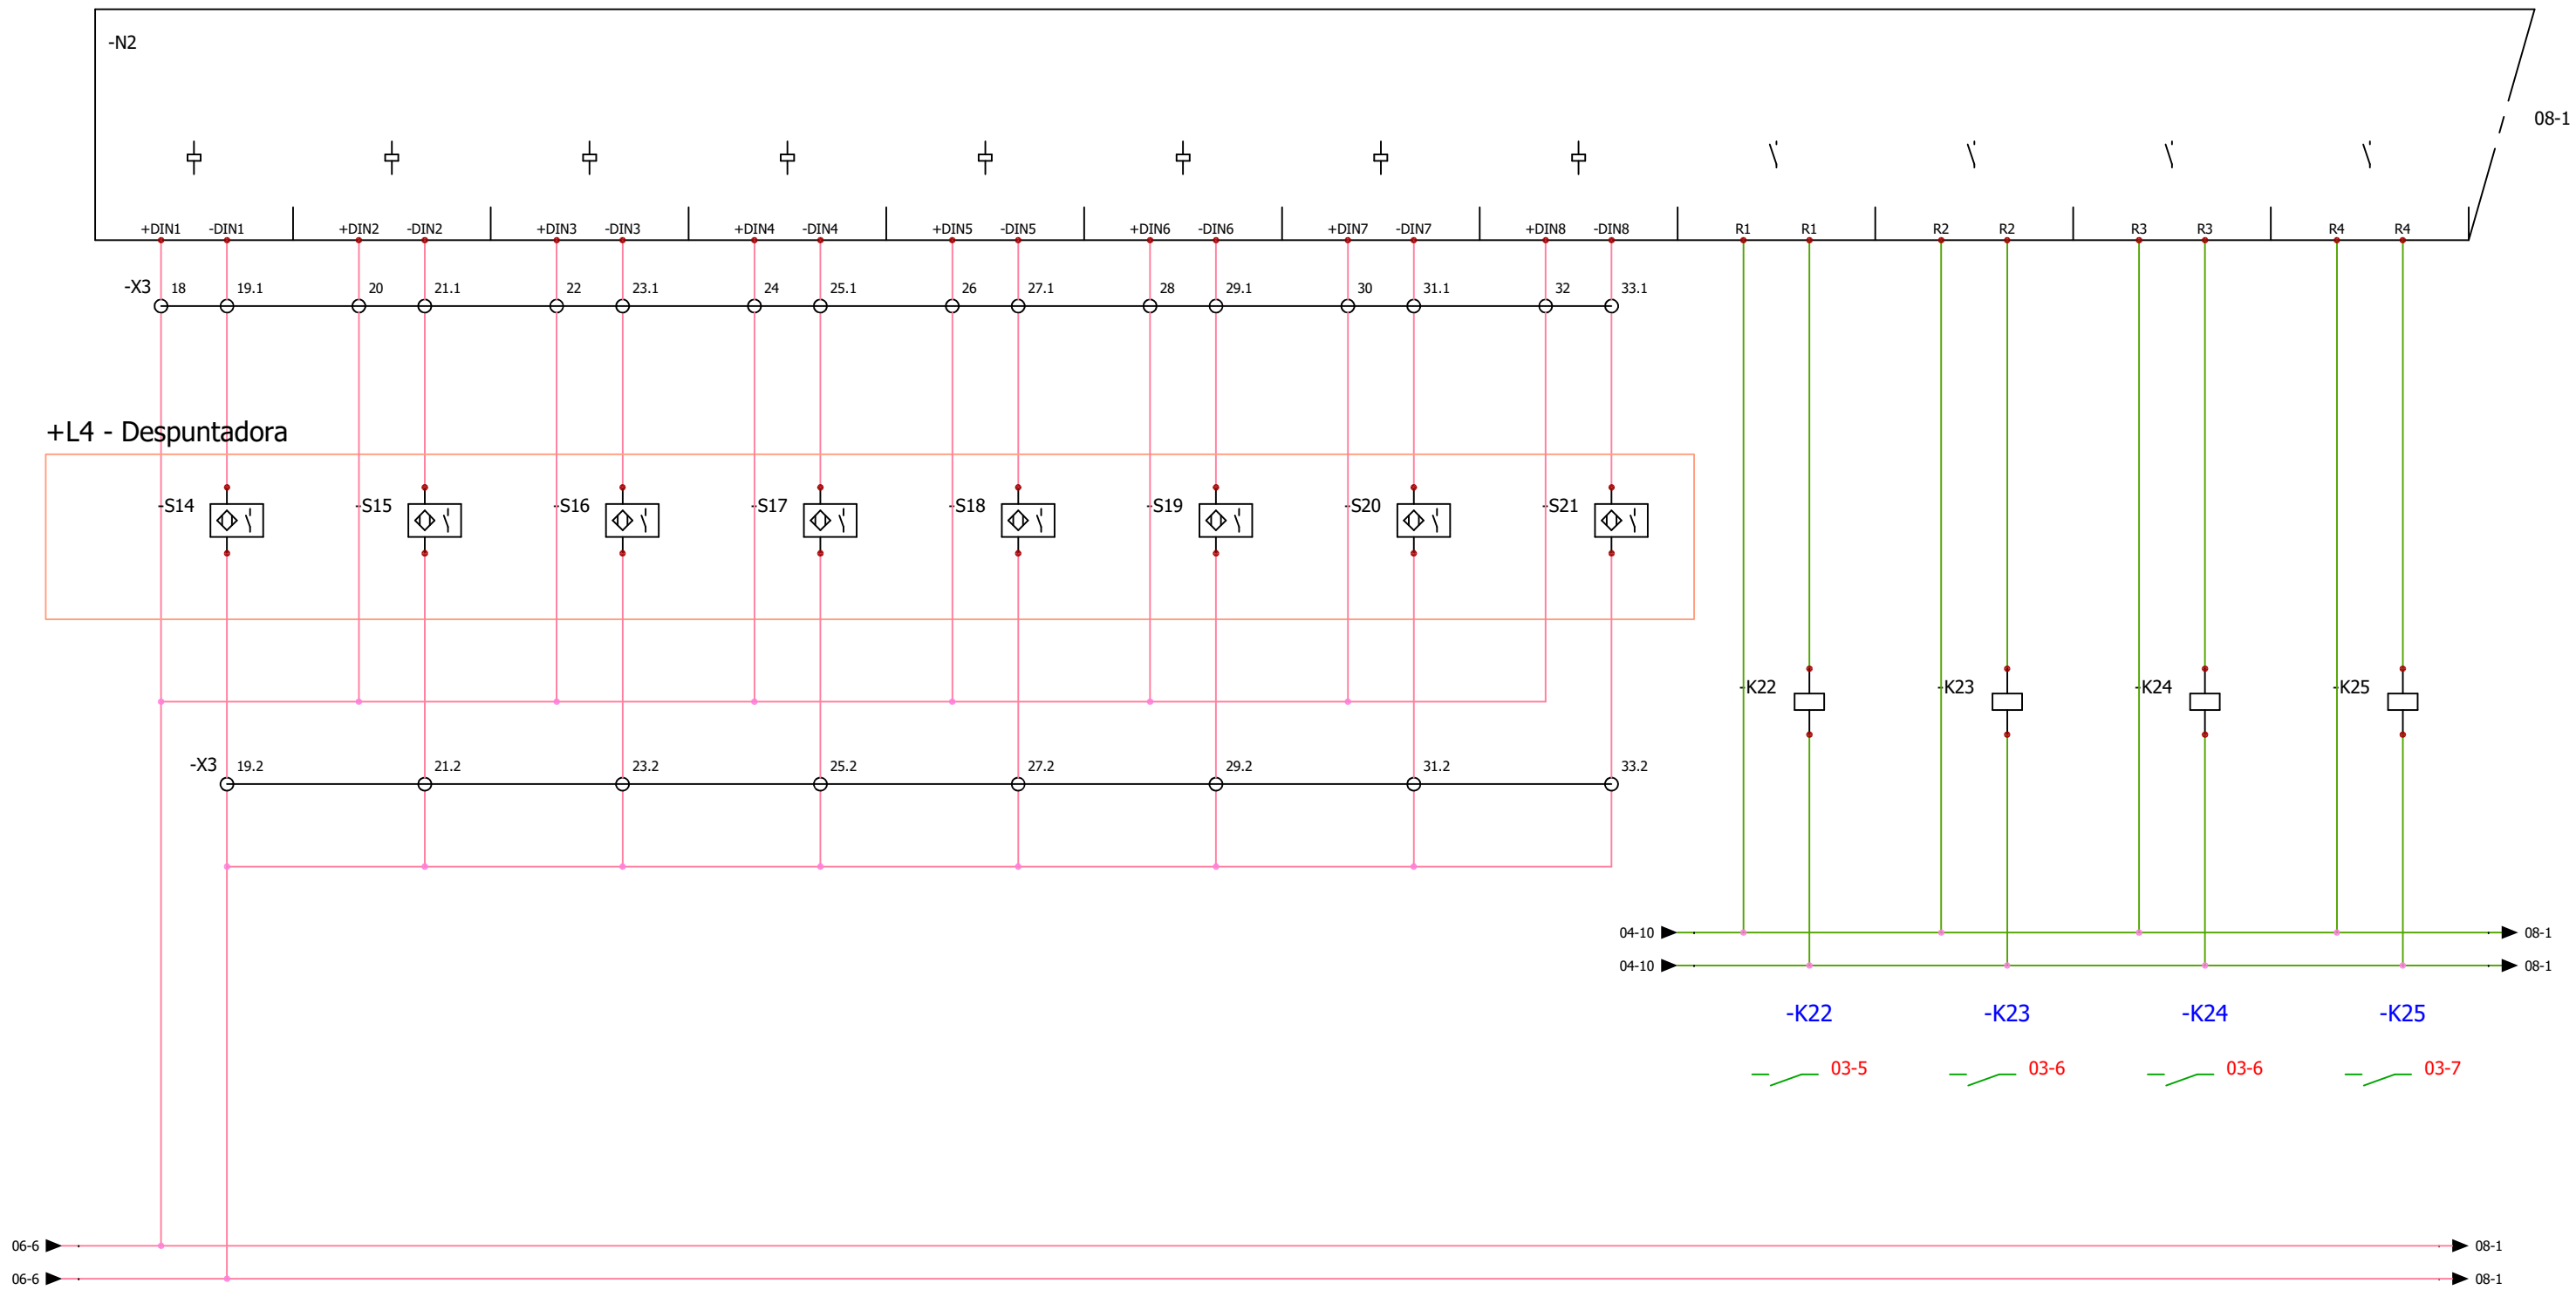 -N2
08-1
+DIN1 -DIN1 +DIN2 -DIN2 +DIN3 -DIN3 +DIN4 -DIN4 +DIN5 -DIN5 +DIN6 -DIN6 +DIN7 -DIN7 +DIN8 -DIN8 R1 R1 R2 R2 R3 R3 R4 R4
-X3 18 19.1 20 21.1 22 23.1 24 25.1 26 27.1 28 29.1 30 31.1 32 33.1
+L4 - Despuntadora
-S14 -S15 -S16 -S17 -S18 -S19 -S20 -S21
-K22 -K23 -K24 -K25
-X3 19.2 21.2 23.2 25.2 27.2 29.2 31.2 33.2
04-10 08-1
04-10 08-1
-K22 -K23 -K24 -K25
03-5 03-6 03-6 03-7
06-6 08-1
06-6 08-1